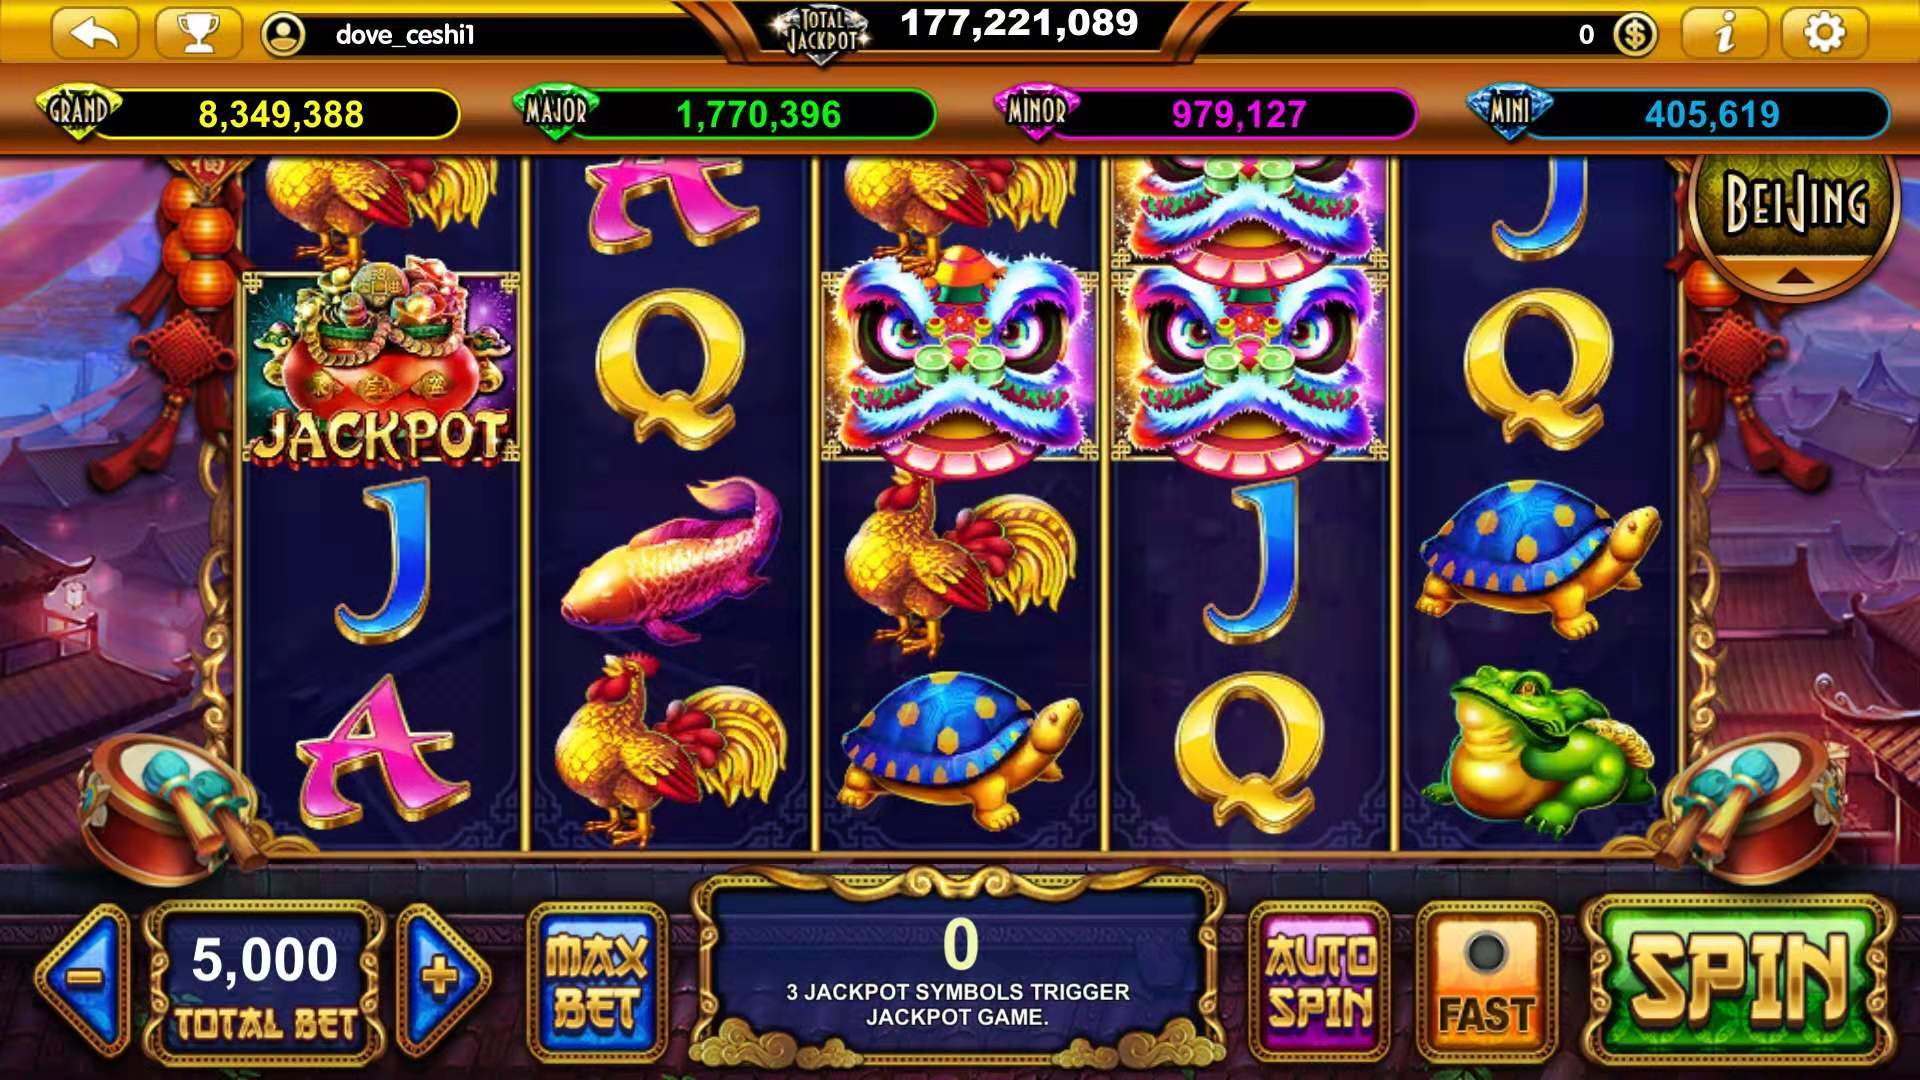 dove_ceshi1
TOTAL JACKPOT
177,221,089
0
i
GRAND
8,349,388
MAJOR
1,770,396
MINOR
979,127
MINI
405,619
BEIJING
A
J
JACKPOT
Q
Q
J
J
A
Q
5,000
TOTAL BET
MAX BET
0
3 JACKPOT SYMBOLS TRIGGER
JACKPOT GAME.
AUTO SPIN
FAST
SPIN